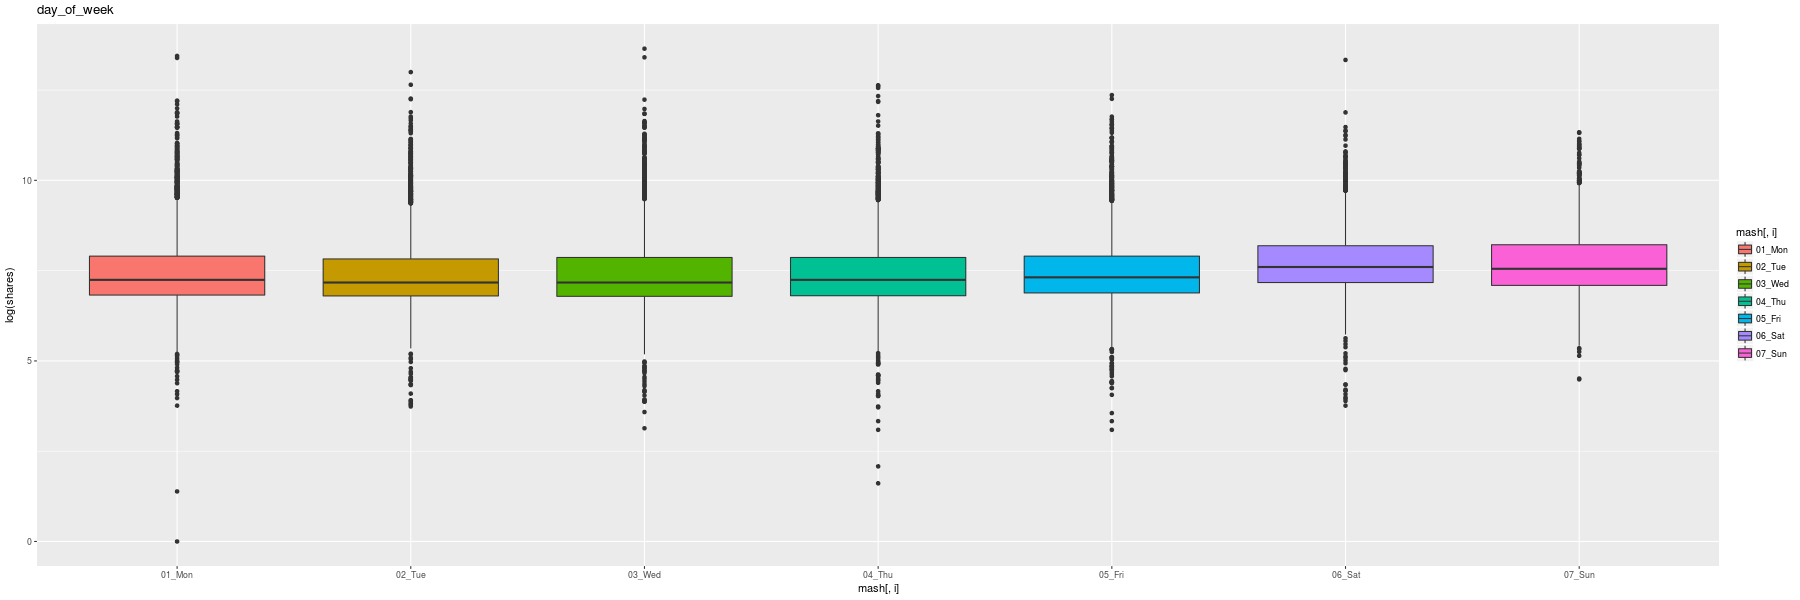 day_of_week
log(shares)
10
5
0
01_Mon
02_Tue
03_Wed
04_Thu
05_Fri
06_Sat
07_Sun
mash[, i]
mash[, i]
01_Mon
02_Tue
03_Wed
04_Thu
05_Fri
06_Sat
07_Sun